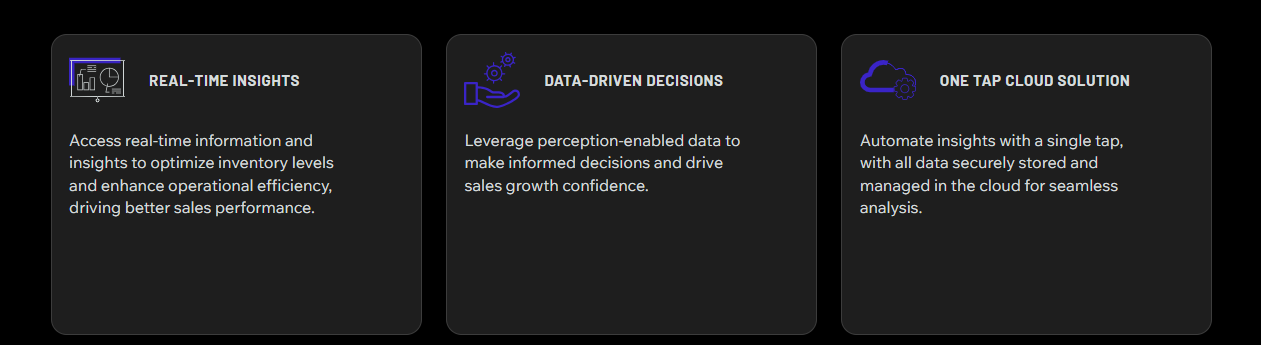 REAL-TIME INSIGHTS
Access real-time information and
insights to optimize inventory levels
and enhance operational efficiency,
driving better sales performance.
DATA-DRIVEN DECISIONS
Leverage perception-enabled data to
make informed decisions and drive
sales growth confidence.
ONE TAP CLOUD SOLUTION
Automate insights with a single tap,
with all data securely stored and
managed in the cloud for seamless
analysis.